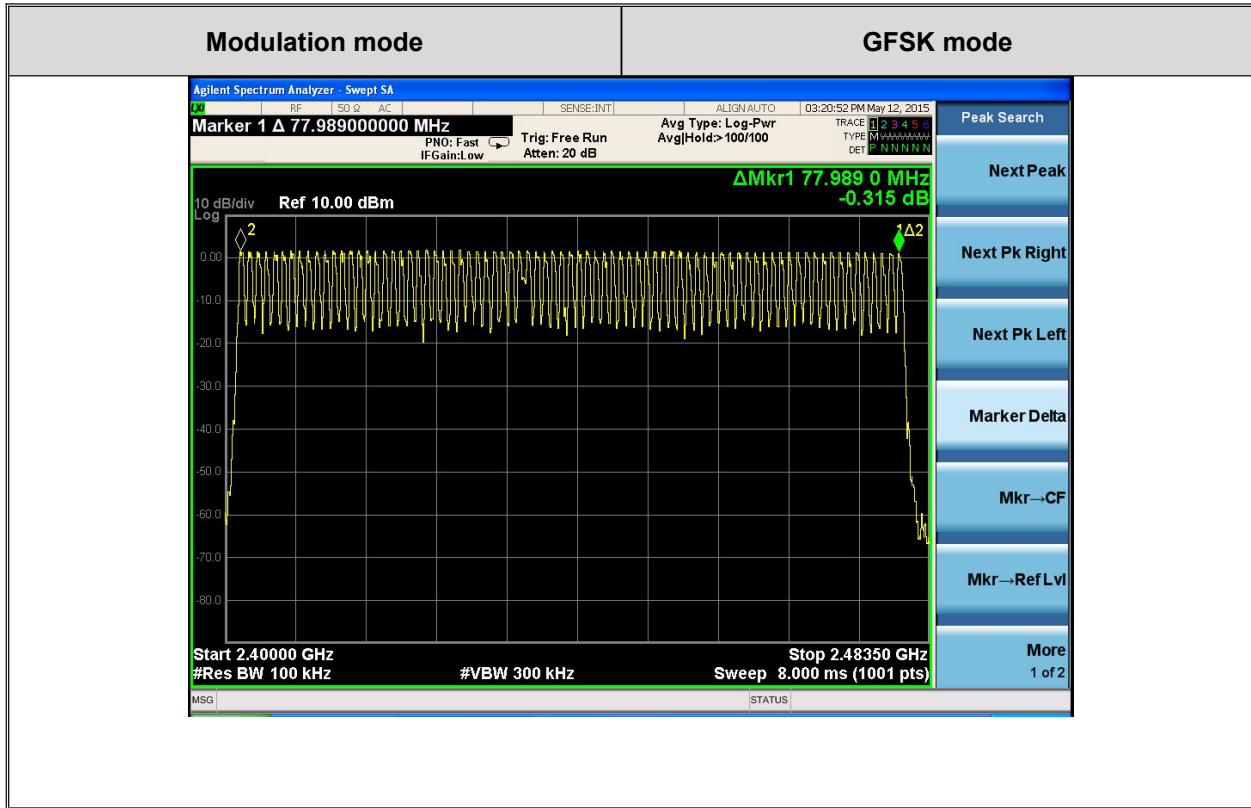 Modulation mode GFSK mode
Agilent Spectrum Analyzer - Swept SA
LXI RF 50 Ω AC SENSE:INT ALIGNAUTO 03:20:52 PM May 12, 2015
Marker 1 Δ 77.989000000 MHz
PNO: Fast
IFGain:Low
Trig: Free Run
Atten: 20 dB
Avg Type: Log-Pwr
Avg|Hold:> 100/100
TRACE 1 2 3 4 5 6
TYPE M
DET P N N N N N
Peak Search
ΔMkr1 77.989 0 MHz
-0.315 dB
10 dB/div Ref 10.00 dBm
Log
2
1Δ2
0.00
-10.0
-20.0
-30.0
-40.0
-50.0
-60.0
-70.0
-80.0
Next Peak
Next Pk Right
Next Pk Left
Marker Delta
Mkr→CF
Mkr→Ref Lvl
More
1 of 2
Start 2.40000 GHz Stop 2.48350 GHz
#Res BW 100 kHz #VBW 300 kHz Sweep 8.000 ms (1001 pts)
MSG STATUS